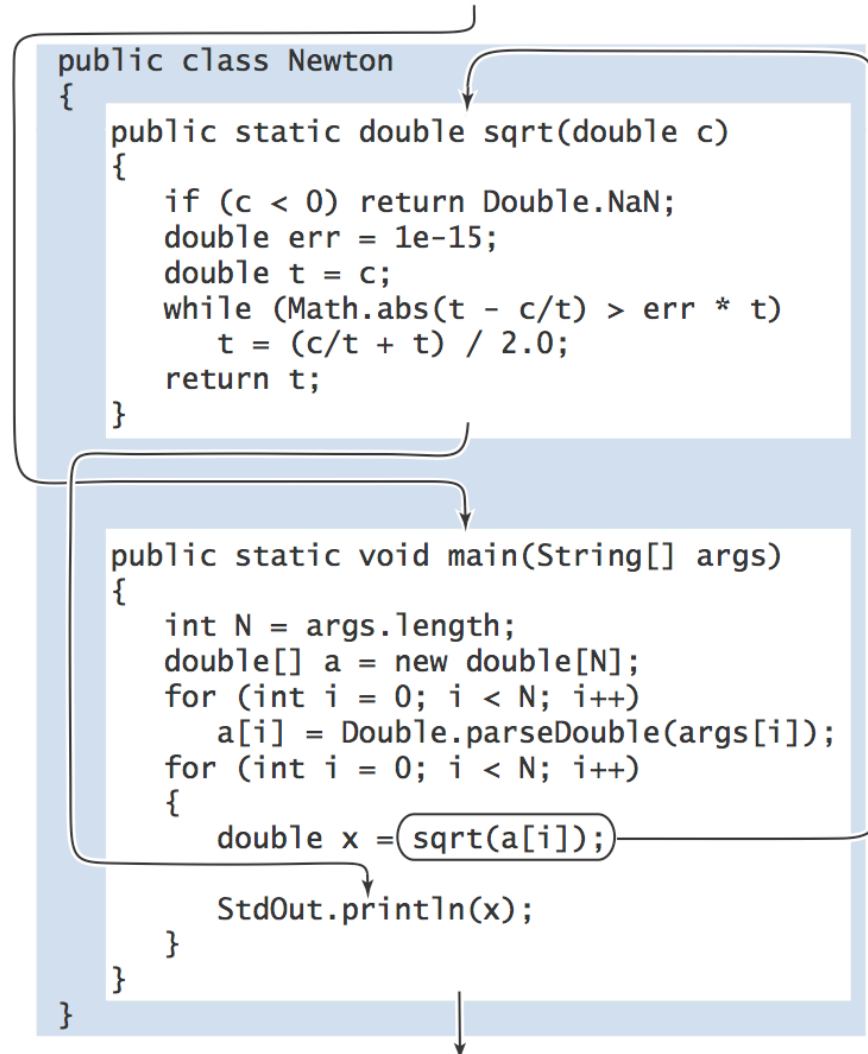 public class Newton
{
public static double sqrt(double c)
{
if (c < 0) return Double.NaN;
double err = 1e-15;
double t = c;
while (Math.abs(t - c/t) > err * t)
t = (c/t + t) / 2.0;
return t;
}
public static void main(String[] args)
{
int N = args.length;
double[] a = new double[N];
for (int i = 0; i < N; i++)
a[i] = Double.parseDouble(args[i]);
for (int i = 0; i < N; i++)
{
double x = sqrt(a[i]);
StdOut.println(x);
}
}
}